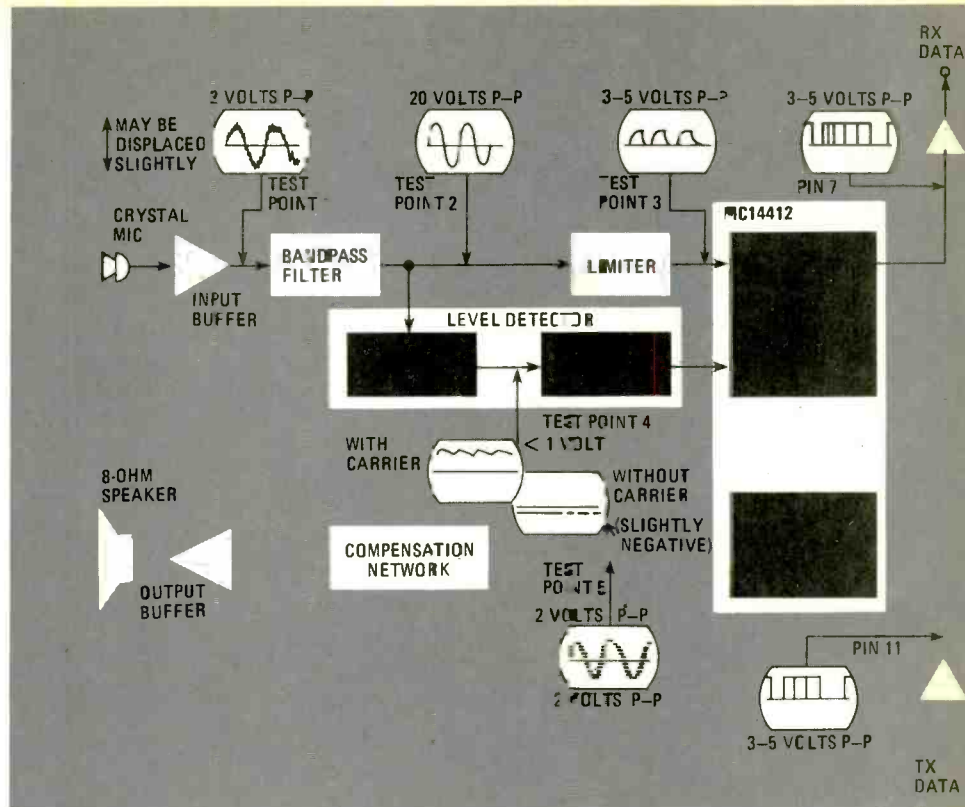 RX
DATA
2 VOLTS P–P
20 VOLTS P–P
3–5 VOLTS P–P
3–5 VOLTS P–P
MAY BE
DISPLACED
SLIGHTLY
TEST
POINT
TEST
POINT 2
TEST
POINT 3
PIN 7
MC14412
CRYSTAL
MIC
INPUT
BUFFER
BANDPASS
FILTER
LIMITER
LEVEL DETECTOR
TEST POINT 4
< 1 VOLT
WITH
CARRIER
WITHOUT
CARRIER
(SLIGHTLY
NEGATIVE)
8-OHM
SPEAKER
OUTPUT
BUFFER
COMPENSATION
NETWORK
TEST
POINT 5
2 VOLTS P–P
2 VOLTS P–P
PIN 11
3–5 VOLTS P–P
TX
DATA